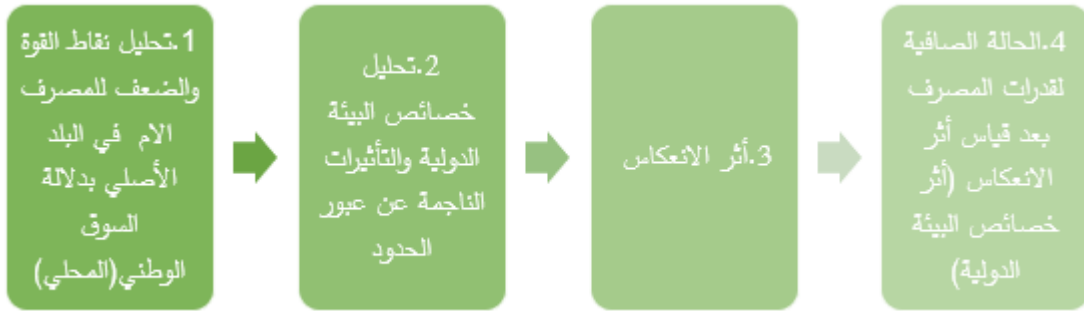 1.تحليل نقاط القوة
والضعف للمصرف
الام في البلد
الأصلي بدلالة
السوق
الوطني(المحلي)
2.تحليل
خصائص البيئة
الدولية والتأثيرات
الناجمة عن عبور
الحدود
3.أثر الانعكاس
4.الحالة الصافية
لقدرات المصرف
بعد قياس أثر
الانعكاس (أثر
خصائص البيئة
الدولية)